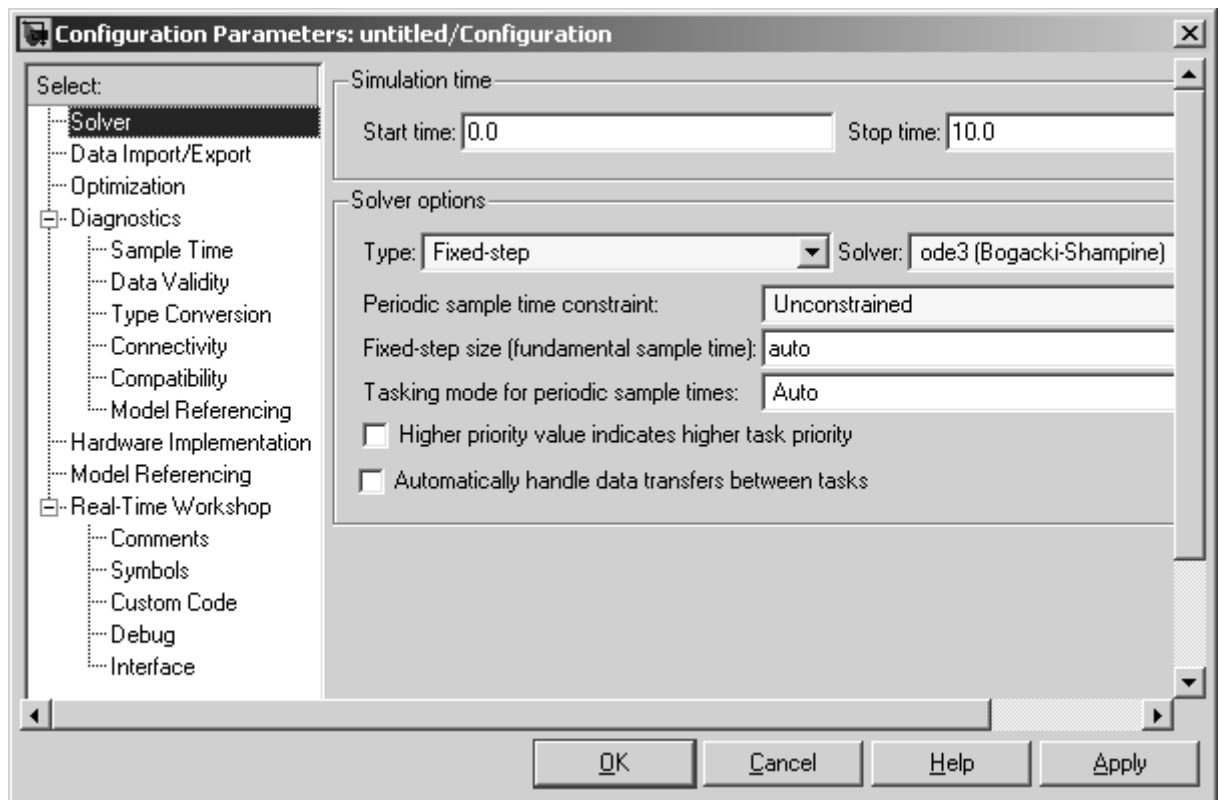 Configuration Parameters: untitled/Configuration
Select:
Solver
Data Import/Export
Optimization
Diagnostics
Sample Time
Data Validity
Type Conversion
Connectivity
Compatibility
Model Referencing
Hardware Implementation
Model Referencing
Real-Time Workshop
Comments
Symbols
Custom Code
Debug
Interface
Simulation time
Start time: 0.0 Stop time: 10.0
Solver options
Type: Fixed-step Solver: ode3 (Bogacki-Shampine)
Periodic sample time constraint: Unconstrained
Fixed-step size (fundamental sample time): auto
Tasking mode for periodic sample times: Auto
Higher priority value indicates higher task priority
Automatically handle data transfers between tasks
OK Cancel Help Apply